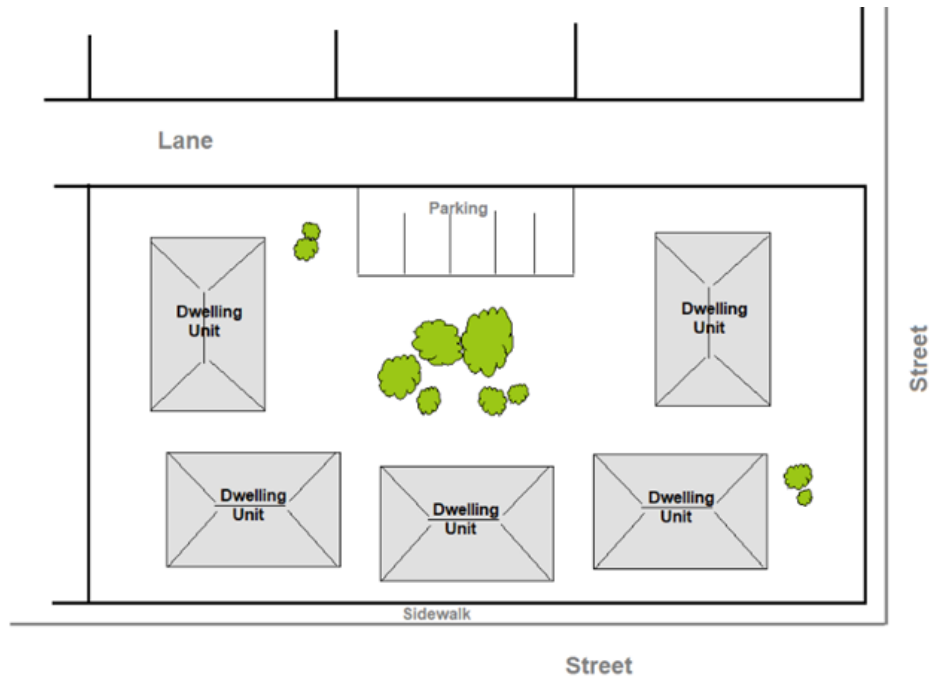 Lane
Parking
Dwelling
Unit
Dwelling
Unit
Street
Dwelling
Unit
Dwelling
Unit
Dwelling
Unit
Sidewalk
Street